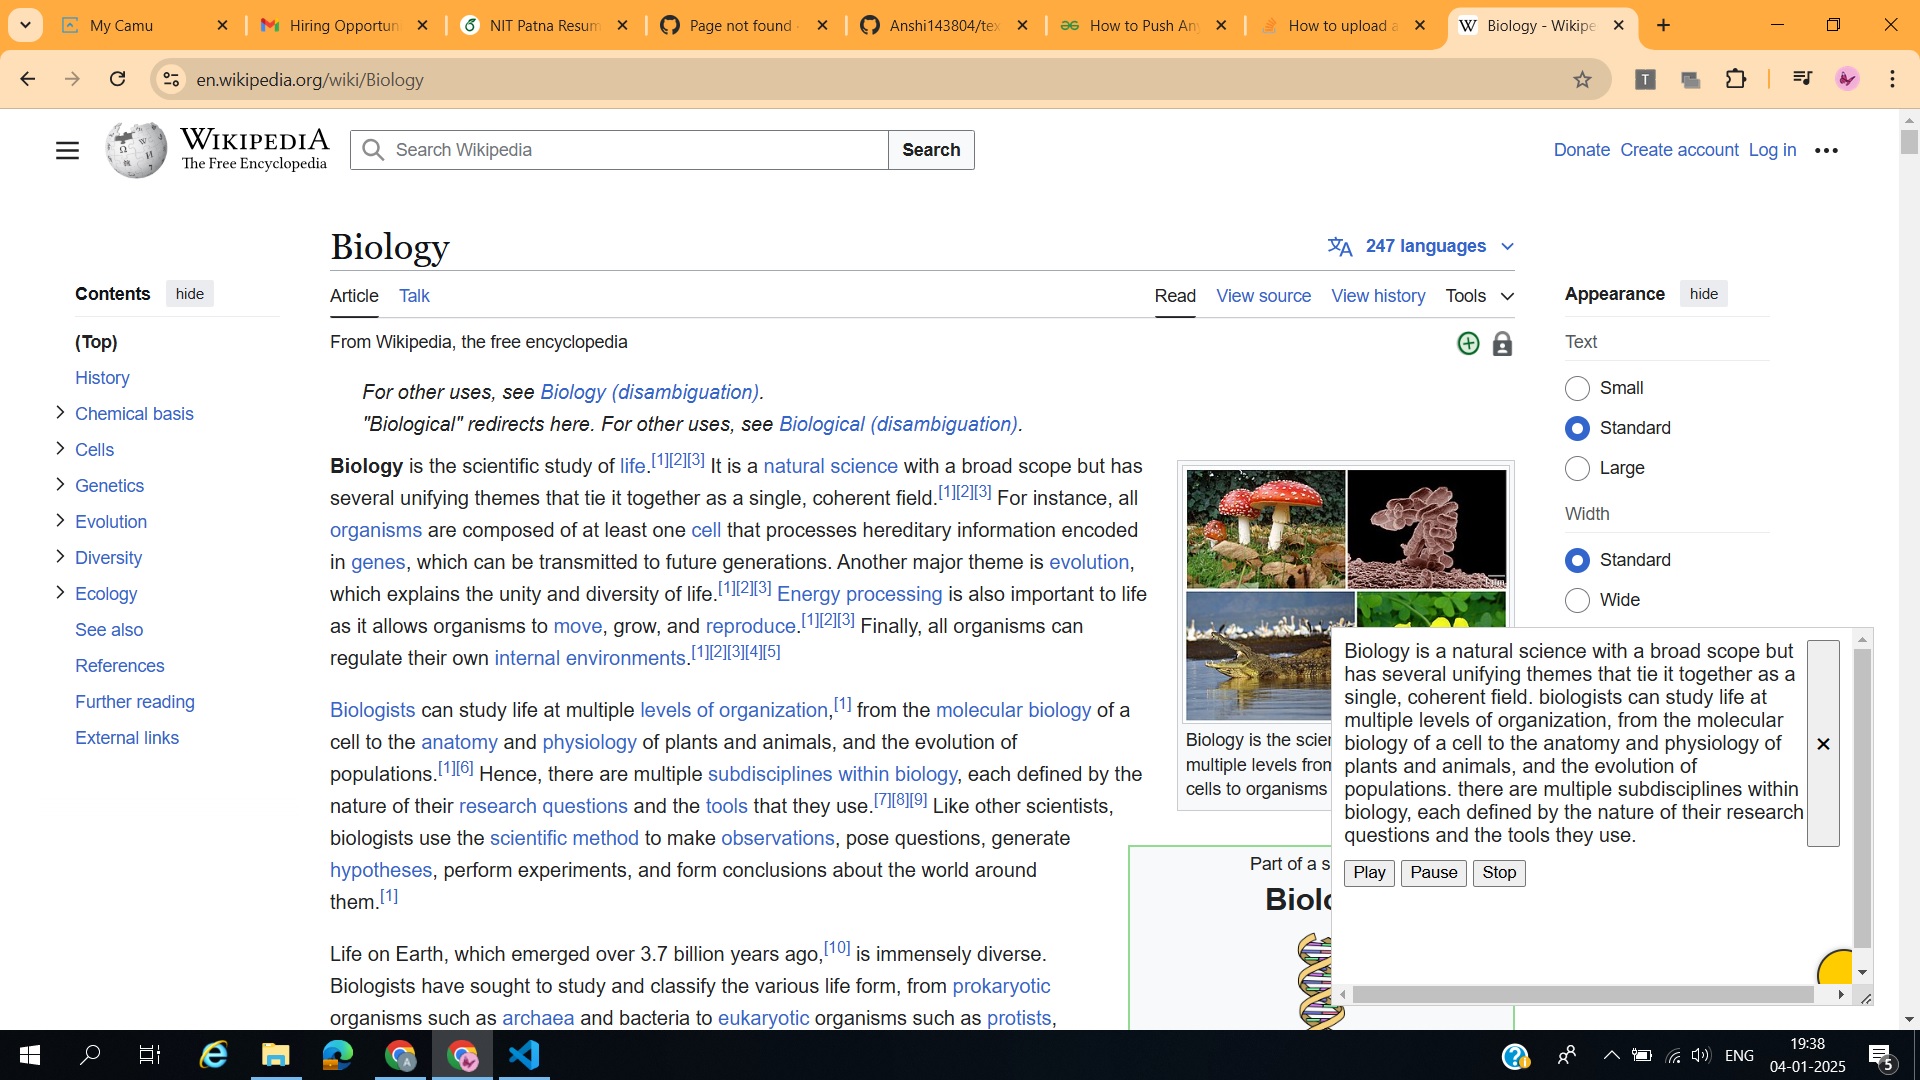 My Camu
Hiring Opportun
NIT Patna Resum
Page not found
Anshi143804/tex
How to Push An
How to upload a
Biology - Wikipe
en.wikipedia.org/wiki/Biology
T
WIKIPEDIA
The Free Encyclopedia
Search Wikipedia
Search
Donate Create account Log in
Biology
247 languages
Contents hide
Article Talk
Read View source View history Tools
Appearance hide
(Top)
History
Chemical basis
Cells
Genetics
Evolution
Diversity
Ecology
See also
References
Further reading
External links
From Wikipedia, the free encyclopedia
For other uses, see Biology (disambiguation).
"Biological" redirects here. For other uses, see Biological (disambiguation).
Biology is the scientific study of life.[1][2][3] It is a natural science with a broad scope but has
several unifying themes that tie it together as a single, coherent field.[1][2][3] For instance, all
organisms are composed of at least one cell that processes hereditary information encoded
in genes, which can be transmitted to future generations. Another major theme is evolution,
which explains the unity and diversity of life.[1][2][3] Energy processing is also important to life
as it allows organisms to move, grow, and reproduce.[1][2][3] Finally, all organisms can
regulate their own internal environments.[1][2][3][4][5]
Biologists can study life at multiple levels of organization,[1] from the molecular biology of a
cell to the anatomy and physiology of plants and animals, and the evolution of
populations.[1][6] Hence, there are multiple subdisciplines within biology, each defined by the
nature of their research questions and the tools that they use.[7][8][9] Like other scientists,
biologists use the scientific method to make observations, pose questions, generate
hypotheses, perform experiments, and form conclusions about the world around
them.[1]
Life on Earth, which emerged over 3.7 billion years ago,[10] is immensely diverse.
Biologists have sought to study and classify the various life form, from prokaryotic
organisms such as archaea and bacteria to eukaryotic organisms such as protists,
Biology is the scien
multiple levels from
cells to organisms
Part of a s
Biolo
Text
Small
Standard
Large
Width
Standard
Wide
Biology is a natural science with a broad scope but
has several unifying themes that tie it together as a
single, coherent field. biologists can study life at
multiple levels of organization, from the molecular
biology of a cell to the anatomy and physiology of
plants and animals, and the evolution of
populations. there are multiple subdisciplines within
biology, each defined by the nature of their research
questions and the tools they use.
Play Pause Stop
ENG
19:38
04-01-2025
5